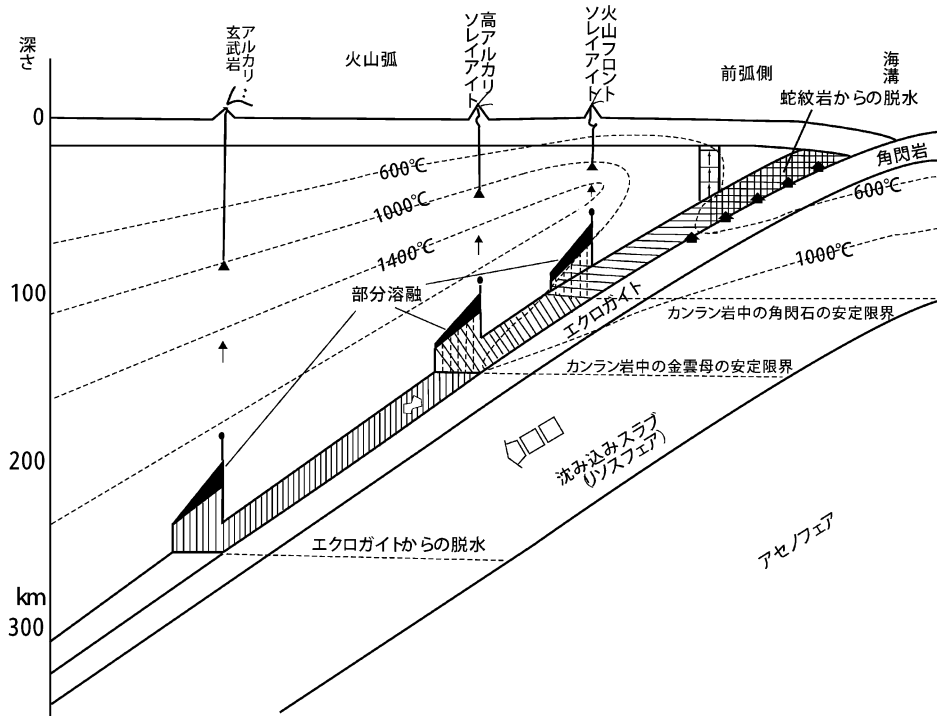 深さ
アルカリ
玄武岩
火山弧
高アルカリ
ソレイアイト
火山フロント
ソレイアイト
前弧側
海溝
蛇紋岩からの脱水
0
角閃岩
600℃
600℃
1000℃
1400℃
1000℃
100
部分溶融
エクロガイト
カンラン岩中の角閃石の安定限界
カンラン岩中の金雲母の安定限界
200
沈み込みスラブ
(リソスフェア)
エクロガイトからの脱水
アセノフェア
km
300